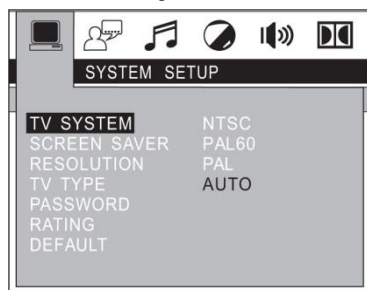 SYSTEM SETUP
TV SYSTEM NTSC
SCREEN SAVER PAL60
RESOLUTION PAL
TV TYPE AUTO
PASSWORD
RATING
DEFAULT